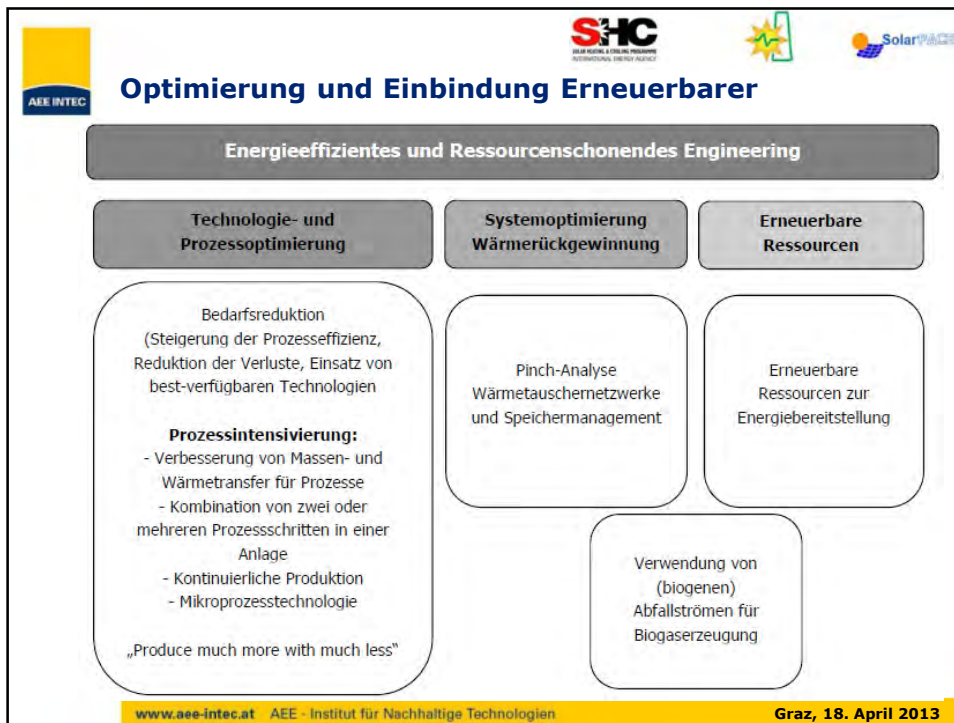 SHC
SOLAR HEATING & COOLING PROGRAMME
INTERNATIONAL ENERGY AGENCY
SolarPACES
AEE INTEC
Optimierung und Einbindung Erneuerbarer
Energieeffizientes und Ressourcenschonendes Engineering
Technologie- und
Prozessoptimierung
Systemoptimierung
Wärmerückgewinnung
Erneuerbare
Ressourcen
Bedarfsreduktion
(Steigerung der Prozesseffizienz,
Reduktion der Verluste, Einsatz von
best-verfügbaren Technologien
Prozessintensivierung:
- Verbesserung von Massen- und
Wärmetransfer für Prozesse
- Kombination von zwei oder
mehreren Prozessschritten in einer
Anlage
- Kontinuierliche Produktion
- Mikroprozesstechnologie
„Produce much more with much less“
Pinch-Analyse
Wärmetauschernetzwerke
und Speichermanagement
Erneuerbare
Ressourcen zur
Energiebereitstellung
Verwendung von
(biogenen)
Abfallströmen für
Biogaserzeugung
www.aee-intec.at AEE - Institut für Nachhaltige Technologien
Graz, 18. April 2013